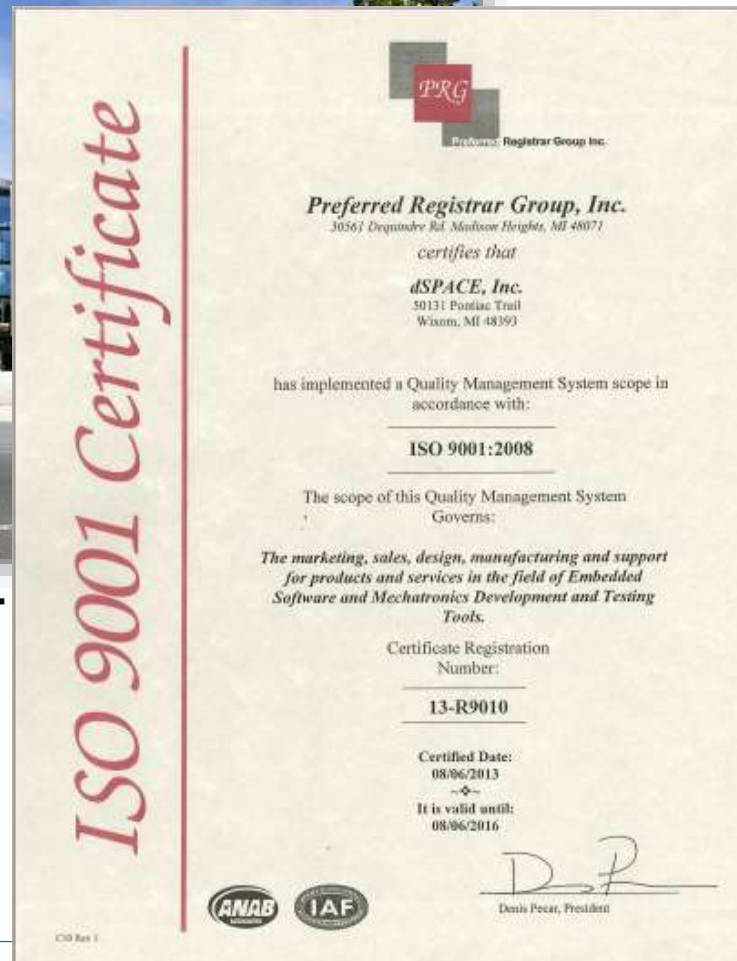 ISO 9001 Certificate
PRG
Preferred Registrar Group Inc.
Preferred Registrar Group, Inc.
30561 Dequindre Rd. Madison Heights, MI 48071
certifies that
dSPACE, Inc.
50131 Pontiac Trail
Wixom, MI 48393
has implemented a Quality Management System scope in
accordance with:
ISO 9001:2008
The scope of this Quality Management System
Governs:
The marketing, sales, design, manufacturing and support
for products and services in the field of Embedded
Software and Mechatronics Development and Testing
Tools.
Certificate Registration
Number:
13-R9010
Certified Date:
08/06/2013
~❖~
It is valid until:
08/06/2016
Denis Pecar, President
ANAB
IAF